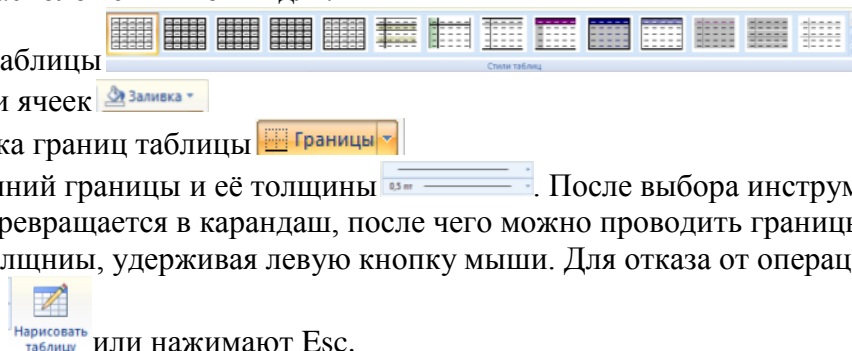 аблицы
Стили таблиц
и ячеек Заливка
ка границ таблицы Границы
ний границы и её толщины 0,5 пт . После выбора инструм
ревращается в карандаш, после чего можно проводить границы
лщниы, удерживая левую кнопку мыши. Для отказа от операц
Нарисовать
таблицу или нажимают Esc.